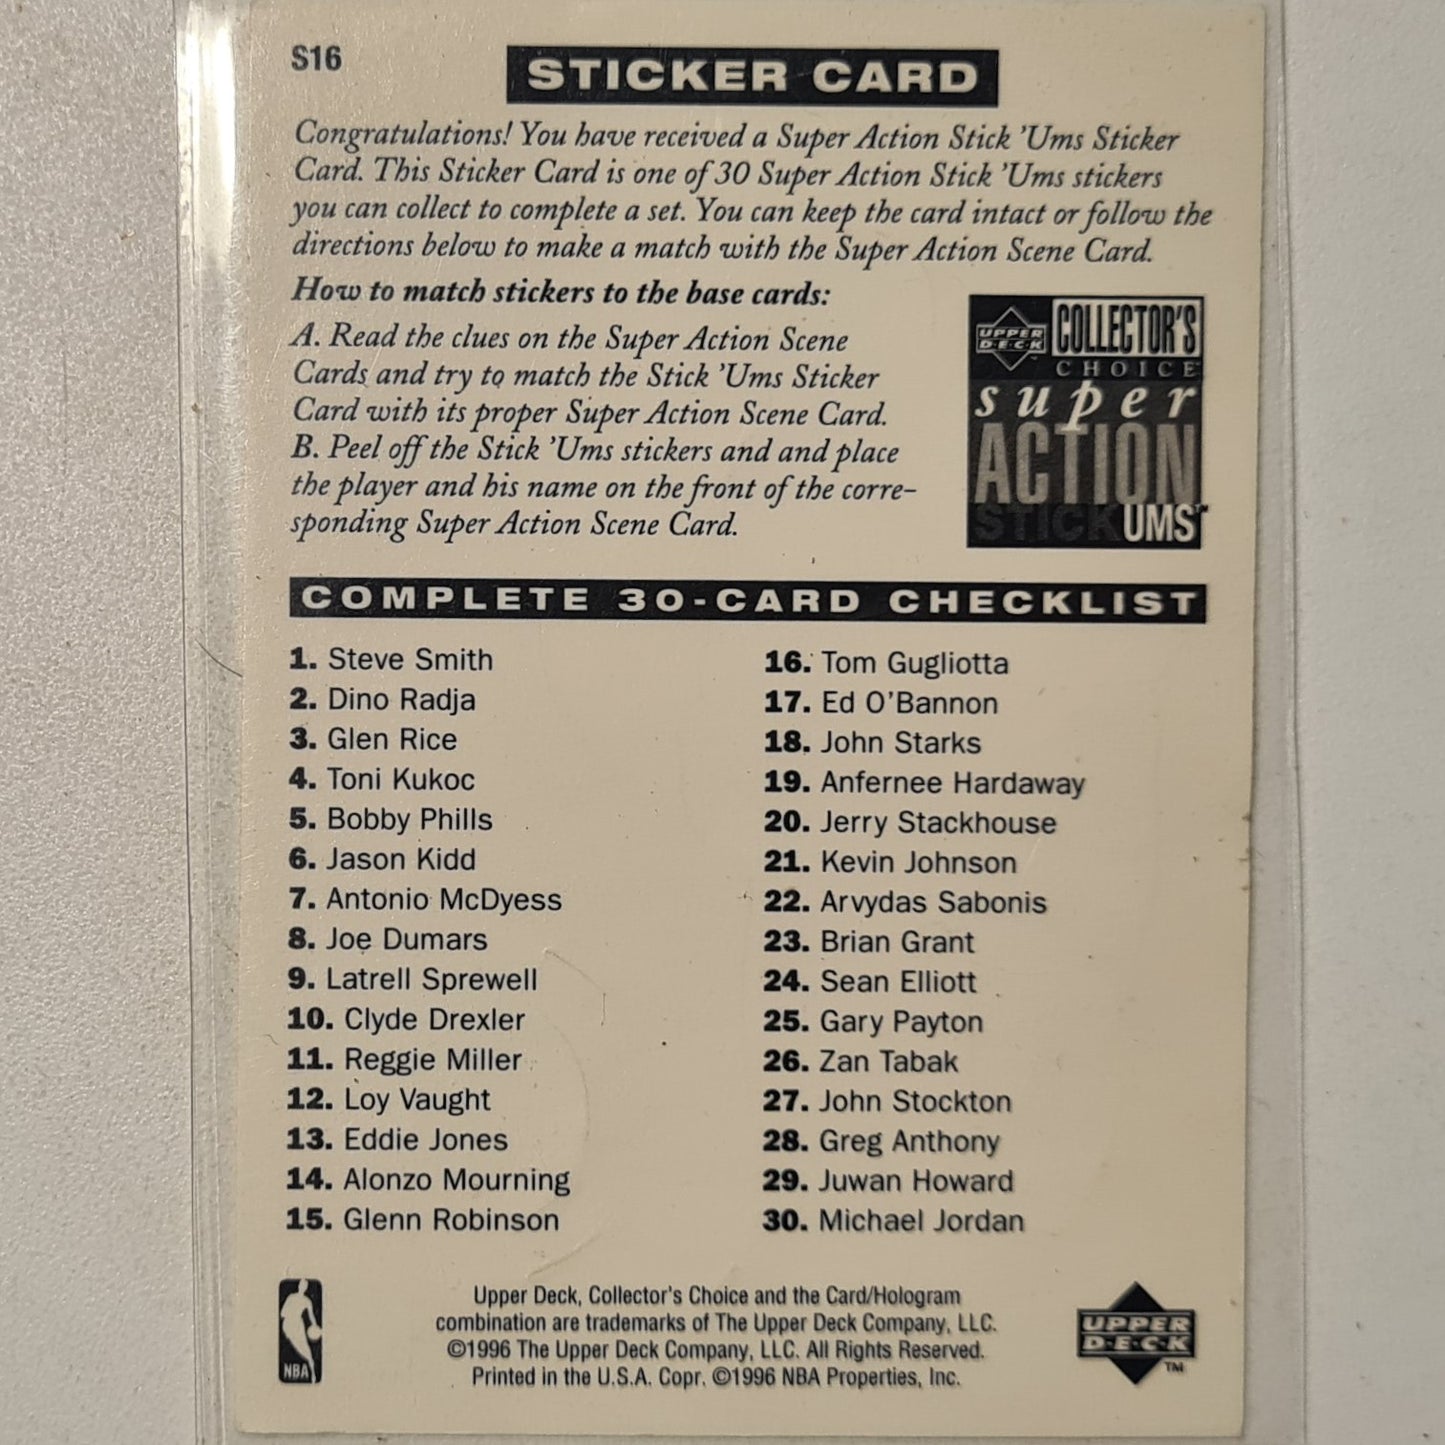 S16
STICKER CARD
Congratulations! You have received a Super Action Stick 'Ums Sticker
Card. This Sticker Card is one of 30 Super Action Stick 'Ums stickers
you can collect to complete a set. You can keep the card intact or follow the
directions below to make a match with the Super Action Scene Card.
How to match stickers to the base cards:
A. Read the clues on the Super Action Scene
Cards and try to match the Stick 'Ums Sticker
Card with its proper Super Action Scene Card.
B. Peel off the Stick 'Ums stickers and and place
the player and his name on the front of the corre-
sponding Super Action Scene Card.
UPPER
DECK
COLLECTOR'S
CHOICE
super
ACTION
STICKUMS™
COMPLETE 30-CARD CHECKLIST
1. Steve Smith
2. Dino Radja
3. Glen Rice
4. Toni Kukoc
5. Bobby Phills
6. Jason Kidd
7. Antonio McDyess
8. Joe Dumars
9. Latrell Sprewell
10. Clyde Drexler
11. Reggie Miller
12. Loy Vaught
13. Eddie Jones
14. Alonzo Mourning
15. Glenn Robinson
16. Tom Gugliotta
17. Ed O'Bannon
18. John Starks
19. Anfernee Hardaway
20. Jerry Stackhouse
21. Kevin Johnson
22. Arvydas Sabonis
23. Brian Grant
24. Sean Elliott
25. Gary Payton
26. Zan Tabak
27. John Stockton
28. Greg Anthony
29. Juwan Howard
30. Michael Jordan
NBA
Upper Deck, Collector's Choice and the Card/Hologram
combination are trademarks of The Upper Deck Company, LLC.
©1996 The Upper Deck Company, LLC. All Rights Reserved.
Printed in the U.S.A. Copr. ©1996 NBA Properties, Inc.
UPPER
DECK
™